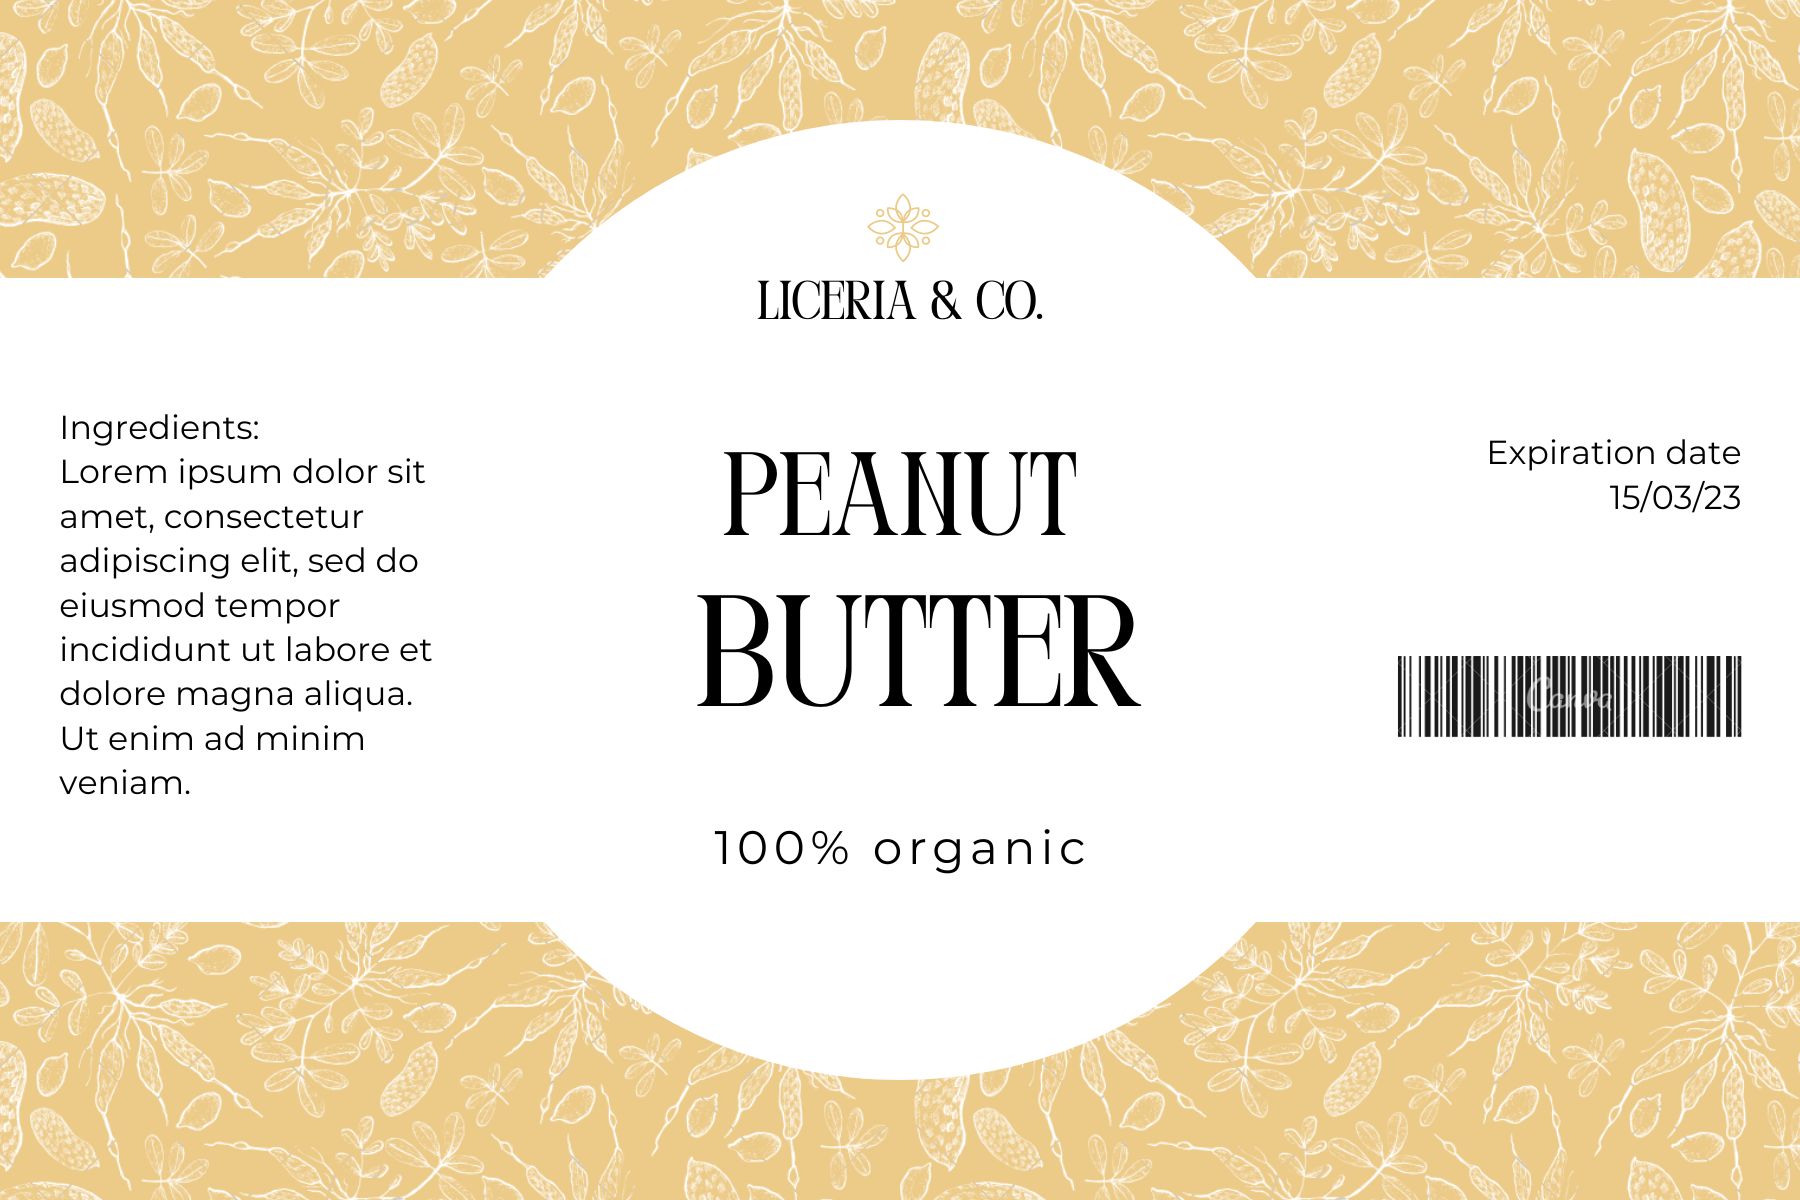 LICERIA & CO.
Ingredients:
Lorem ipsum dolor sit
amet, consectetur
adipiscing elit, sed do
eiusmod tempor
incididunt ut labore et
dolore magna aliqua.
Ut enim ad minim
veniam.
PEANUT
BUTTER
100% organic
Expiration date
15/03/23
Canva